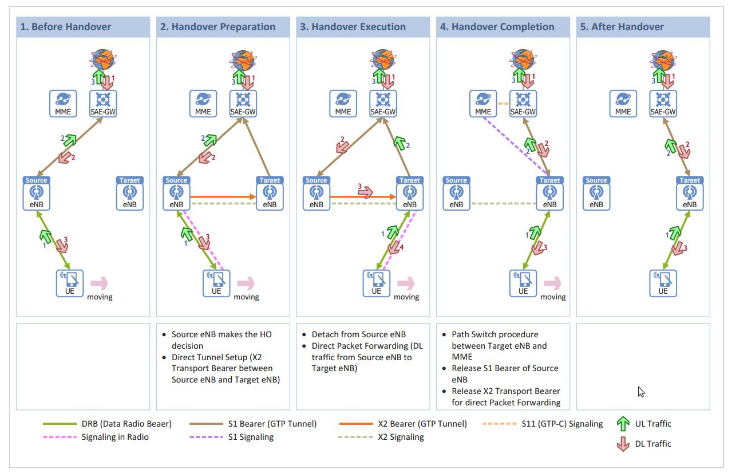 1. Before Handover
2. Handover Preparation
3. Handover Execution
4. Handover Completion
5. After Handover
3 1
MME SAE-GW
2 2
Source eNB
Target eNB
1 3
UE
moving
3 1
MME SAE-GW
2 2
Source eNB
Target eNB
1 3
UE
moving
3 1
MME SAE-GW
2 2
Source eNB
3
Target eNB
1 4
UE
moving
3 1
MME SAE-GW
2 2
Source eNB
Target eNB
1 3
UE
moving
3 1
MME SAE-GW
2 2
Source eNB
Target eNB
1 3
UE
• Source eNB makes the HO
decision
• Direct Tunnel Setup (X2
Transport Bearer between
Source eNB and Target eNB)
• Detach from Source eNB
• Direct Packet Forwarding (DL
traffic from Source eNB to
Target eNB)
• Path Switch procedure
between Target eNB and
MME
• Release S1 Bearer of Source
eNB
• Release X2 Transport Bearer
for direct Packet Forwarding
DRB (Data Radio Beaer)
S1 Bearer (GTP Tunnel)
X2 Bearer (GTP Tunnel)
S11 (GTP-C) Signaling
UL Traffic
Signaling in Radio
S1 Signaling
X2 Signaling
DL Traffic